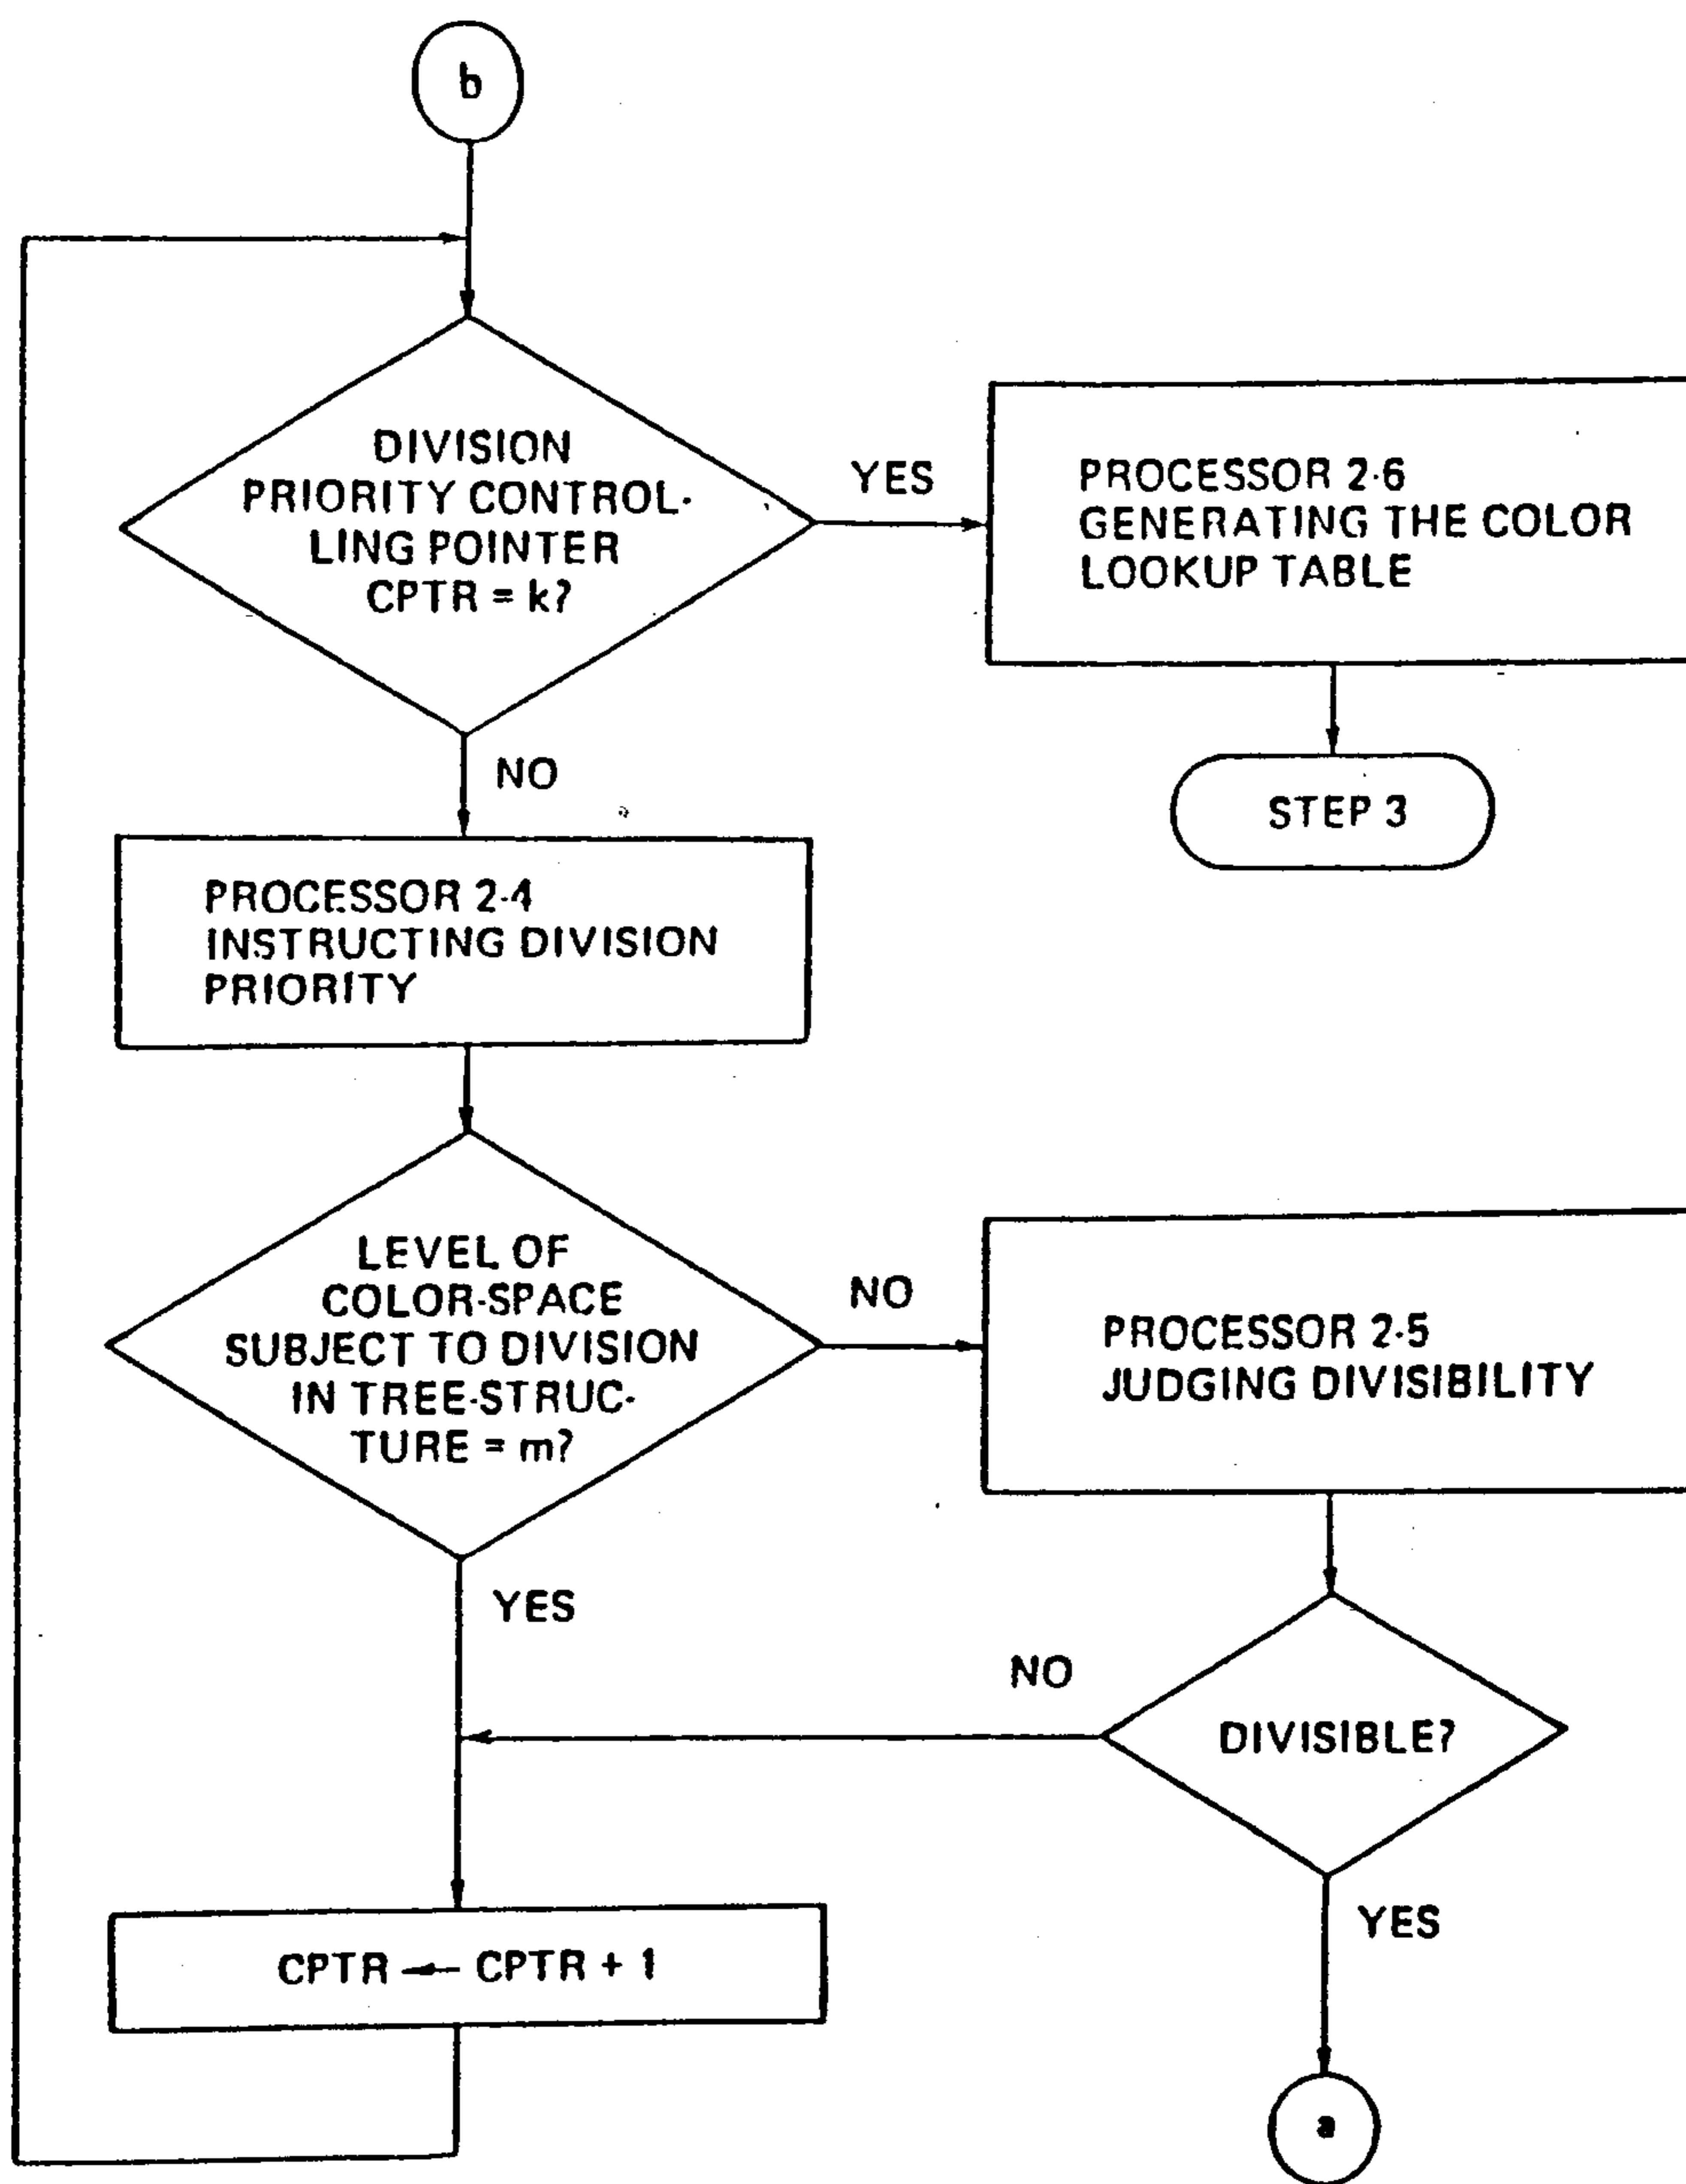 b
DIVISION
PRIORITY CONTROL-
LING POINTER
CPTR = k?
YES
PROCESSOR 2-6
GENERATING THE COLOR
LOOKUP TABLE
NO
STEP 3
PROCESSOR 2-4
INSTRUCTING DIVISION
PRIORITY
LEVEL OF
COLOR-SPACE
SUBJECT TO DIVISION
IN TREE-STRUC-
TURE = m?
NO
PROCESSOR 2-5
JUDGING DIVISIBILITY
YES
NO
DIVISIBLE?
YES
CPTR ← CPTR + 1
a